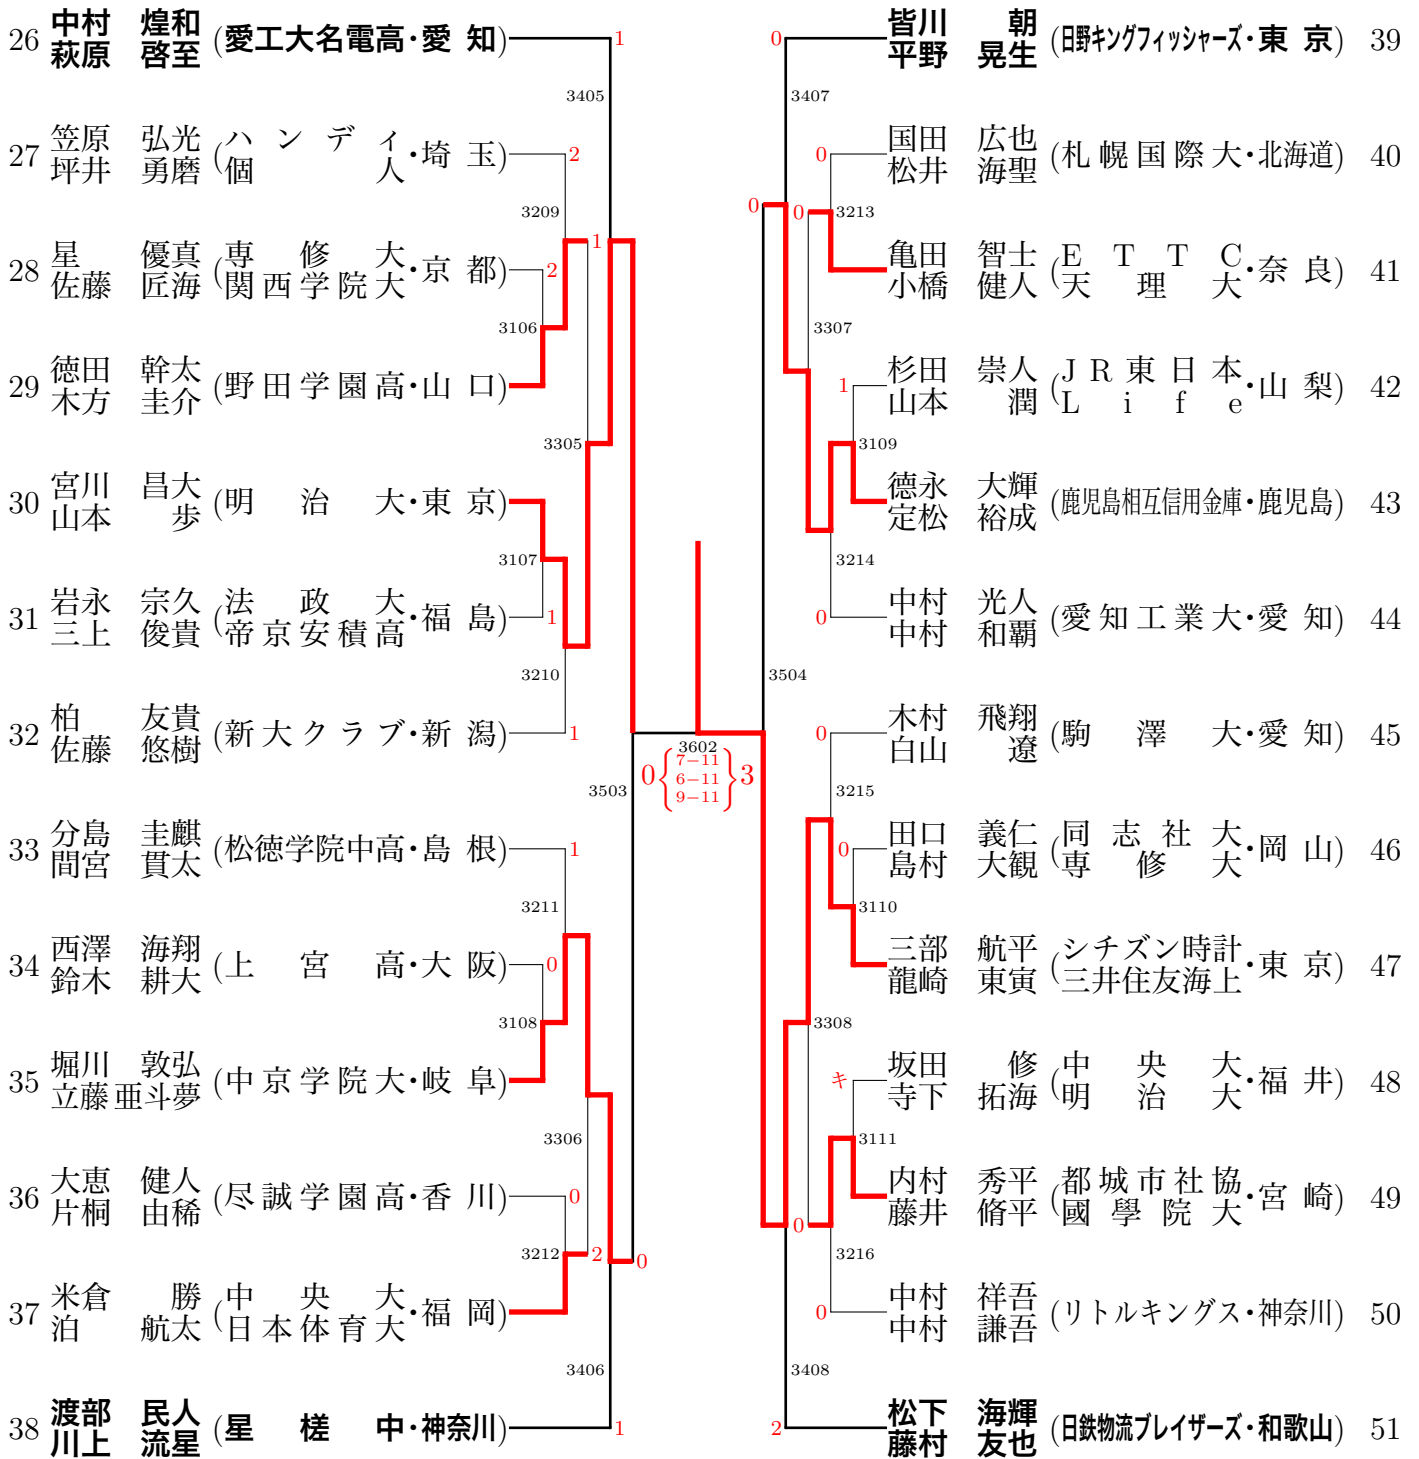 26 中村 煌和 萩原 啓至 (愛工大名電高・愛 知) 1
3405
27 笠原 弘光 坪井 勇磨 (ハンディ 個人・埼 玉) 2
3209
1
28 星 優真 佐藤 匠海 (専修大 関西学院大・京 都) 2
3106
29 徳田 幹太 木方 圭介 (野田学園高・山 口)
3305
30 宮川 昌大 山本 歩 (明治大・東 京)
3107
31 岩永 宗久 三上 俊貴 (法政大 帝京安積高・福 島) 1
3210
32 柏 友貴 佐藤 悠樹 (新大クラブ・新 潟) 1
3503
33 分島 圭麒 間宮 貫太 (松徳学院中高・島 根) 1
3211
34 西澤 海翔 鈴木 耕大 (上宮高・大 阪) 0
3108
35 堀川 敦弘 立藤 亜斗夢 (中京学院大・岐 阜)
3306
36 大恵 健人 片桐 由稀 (尽誠学園高・香 川) 0
3212
2
0
37 米倉 勝 泊 航太 (中央大 日本体育大・福 岡)
3406
38 渡部 民人 川上 流星 (星槎中・神奈川) 1
3602
0 { 7-11
6-11
9-11 } 3
0 皆川 朝 平野 晃生 (日野キングフィッシャーズ・東 京) 39
3407
0 国田 広也 松井 海聖 (札幌国際大・北海道) 40
0
0
3213
亀田 智士 小橋 健人 (ETTC 天理大・奈 良) 41
3307
1 杉田 崇人 山本 潤 (JR東日本 Life・山 梨) 42
3109
德永 大輝 定松 裕成 (鹿児島相互信用金庫・鹿児島) 43
3214
0 中村 光人 中村 和覇 (愛知工業大・愛 知) 44
3504
0 木村 飛翔 白山 遼 (駒澤大・愛 知) 45
3215
0 田口 義仁 島村 大観 (同志社大 専修大・岡 山) 46
3110
三部 航平 龍崎 東寅 (シチズン時計 三井住友海上・東 京) 47
3308
キ 坂田 修 寺下 拓海 (中央大 明治大・福 井) 48
3111
内村 秀平 藤井 脩平 (都城市社協 國學院大・宮 崎) 49
0
3216
0 中村 祥吾 中村 謙吾 (リトルキングス・神奈川) 50
3408
2 松下 海輝 藤村 友也 (日鉄物流ブレイザーズ・和歌山) 51